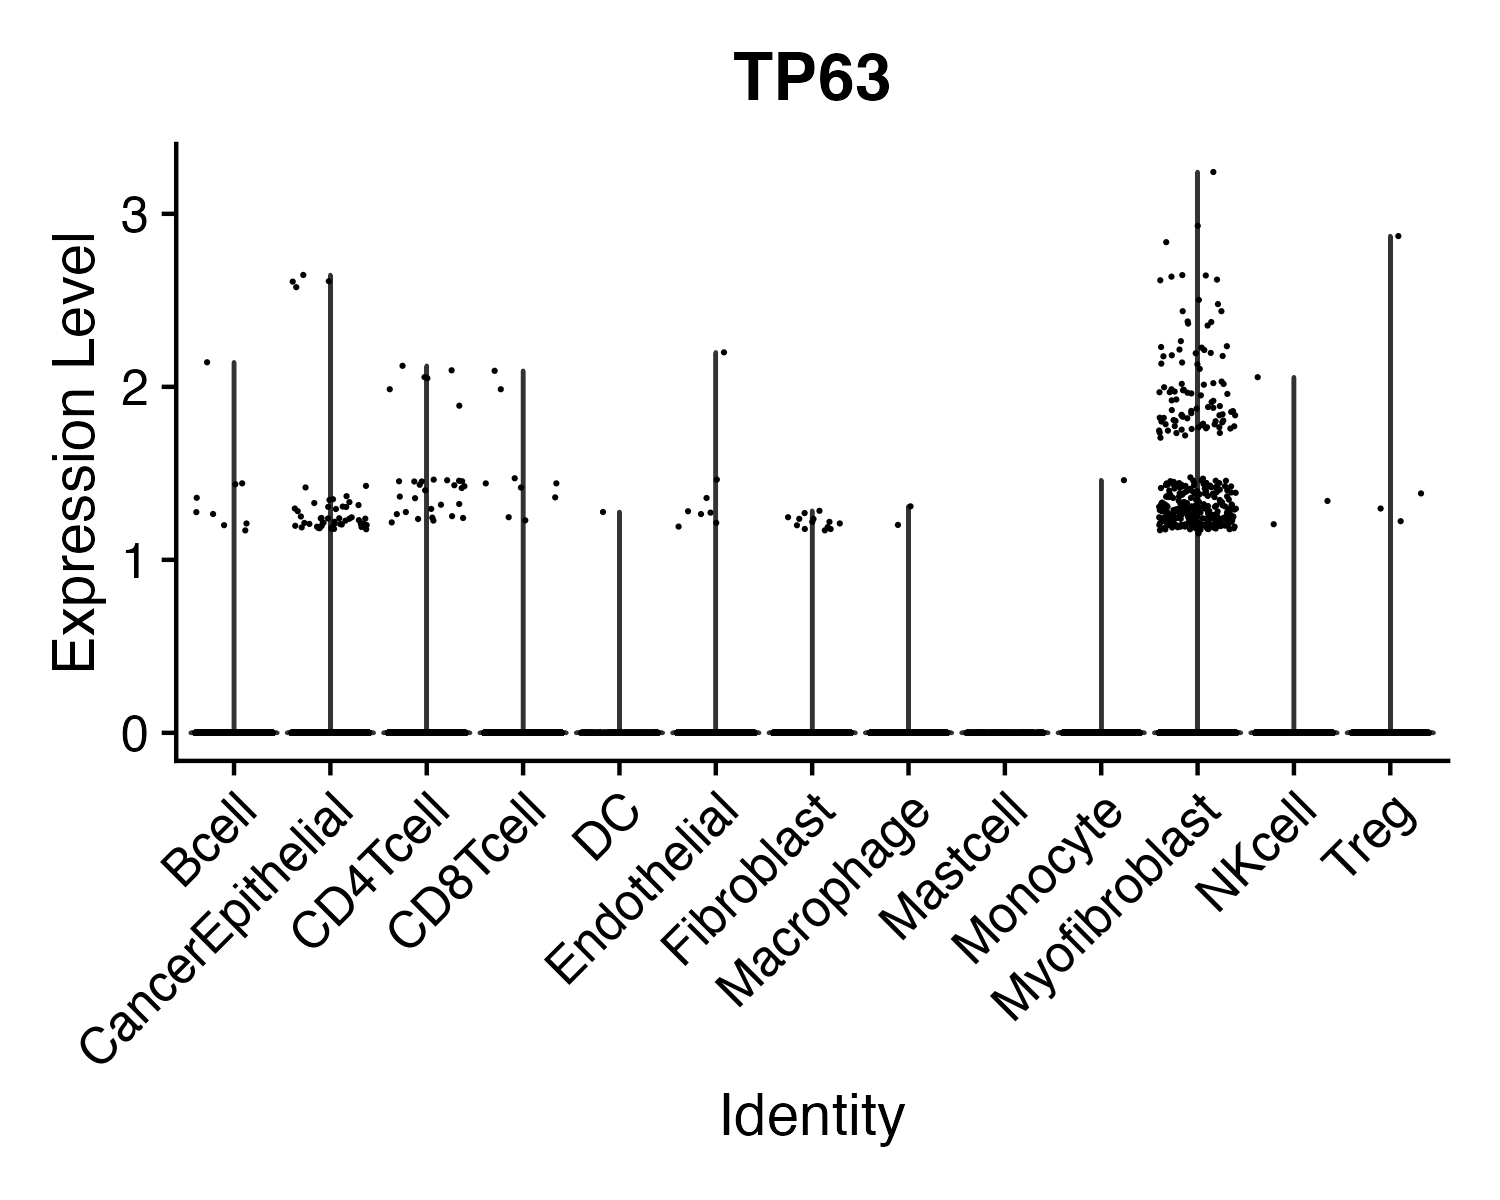 TP63
Expression Level
3
2
1
0
Bcell
CancerEpithelial
CD4Tcell
CD8Tcell
DC
Endothelial
Fibroblast
Macrophage
Mastcell
Monocyte
Myofibroblast
NKcell
Treg
Identity